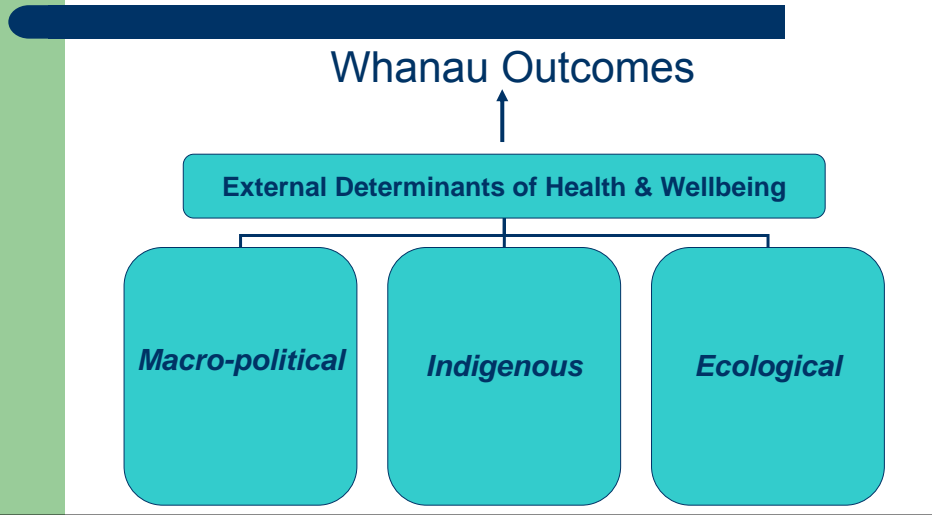 Whanau Outcomes
External Determinants of Health & Wellbeing
Macro-political
Indigenous
Ecological